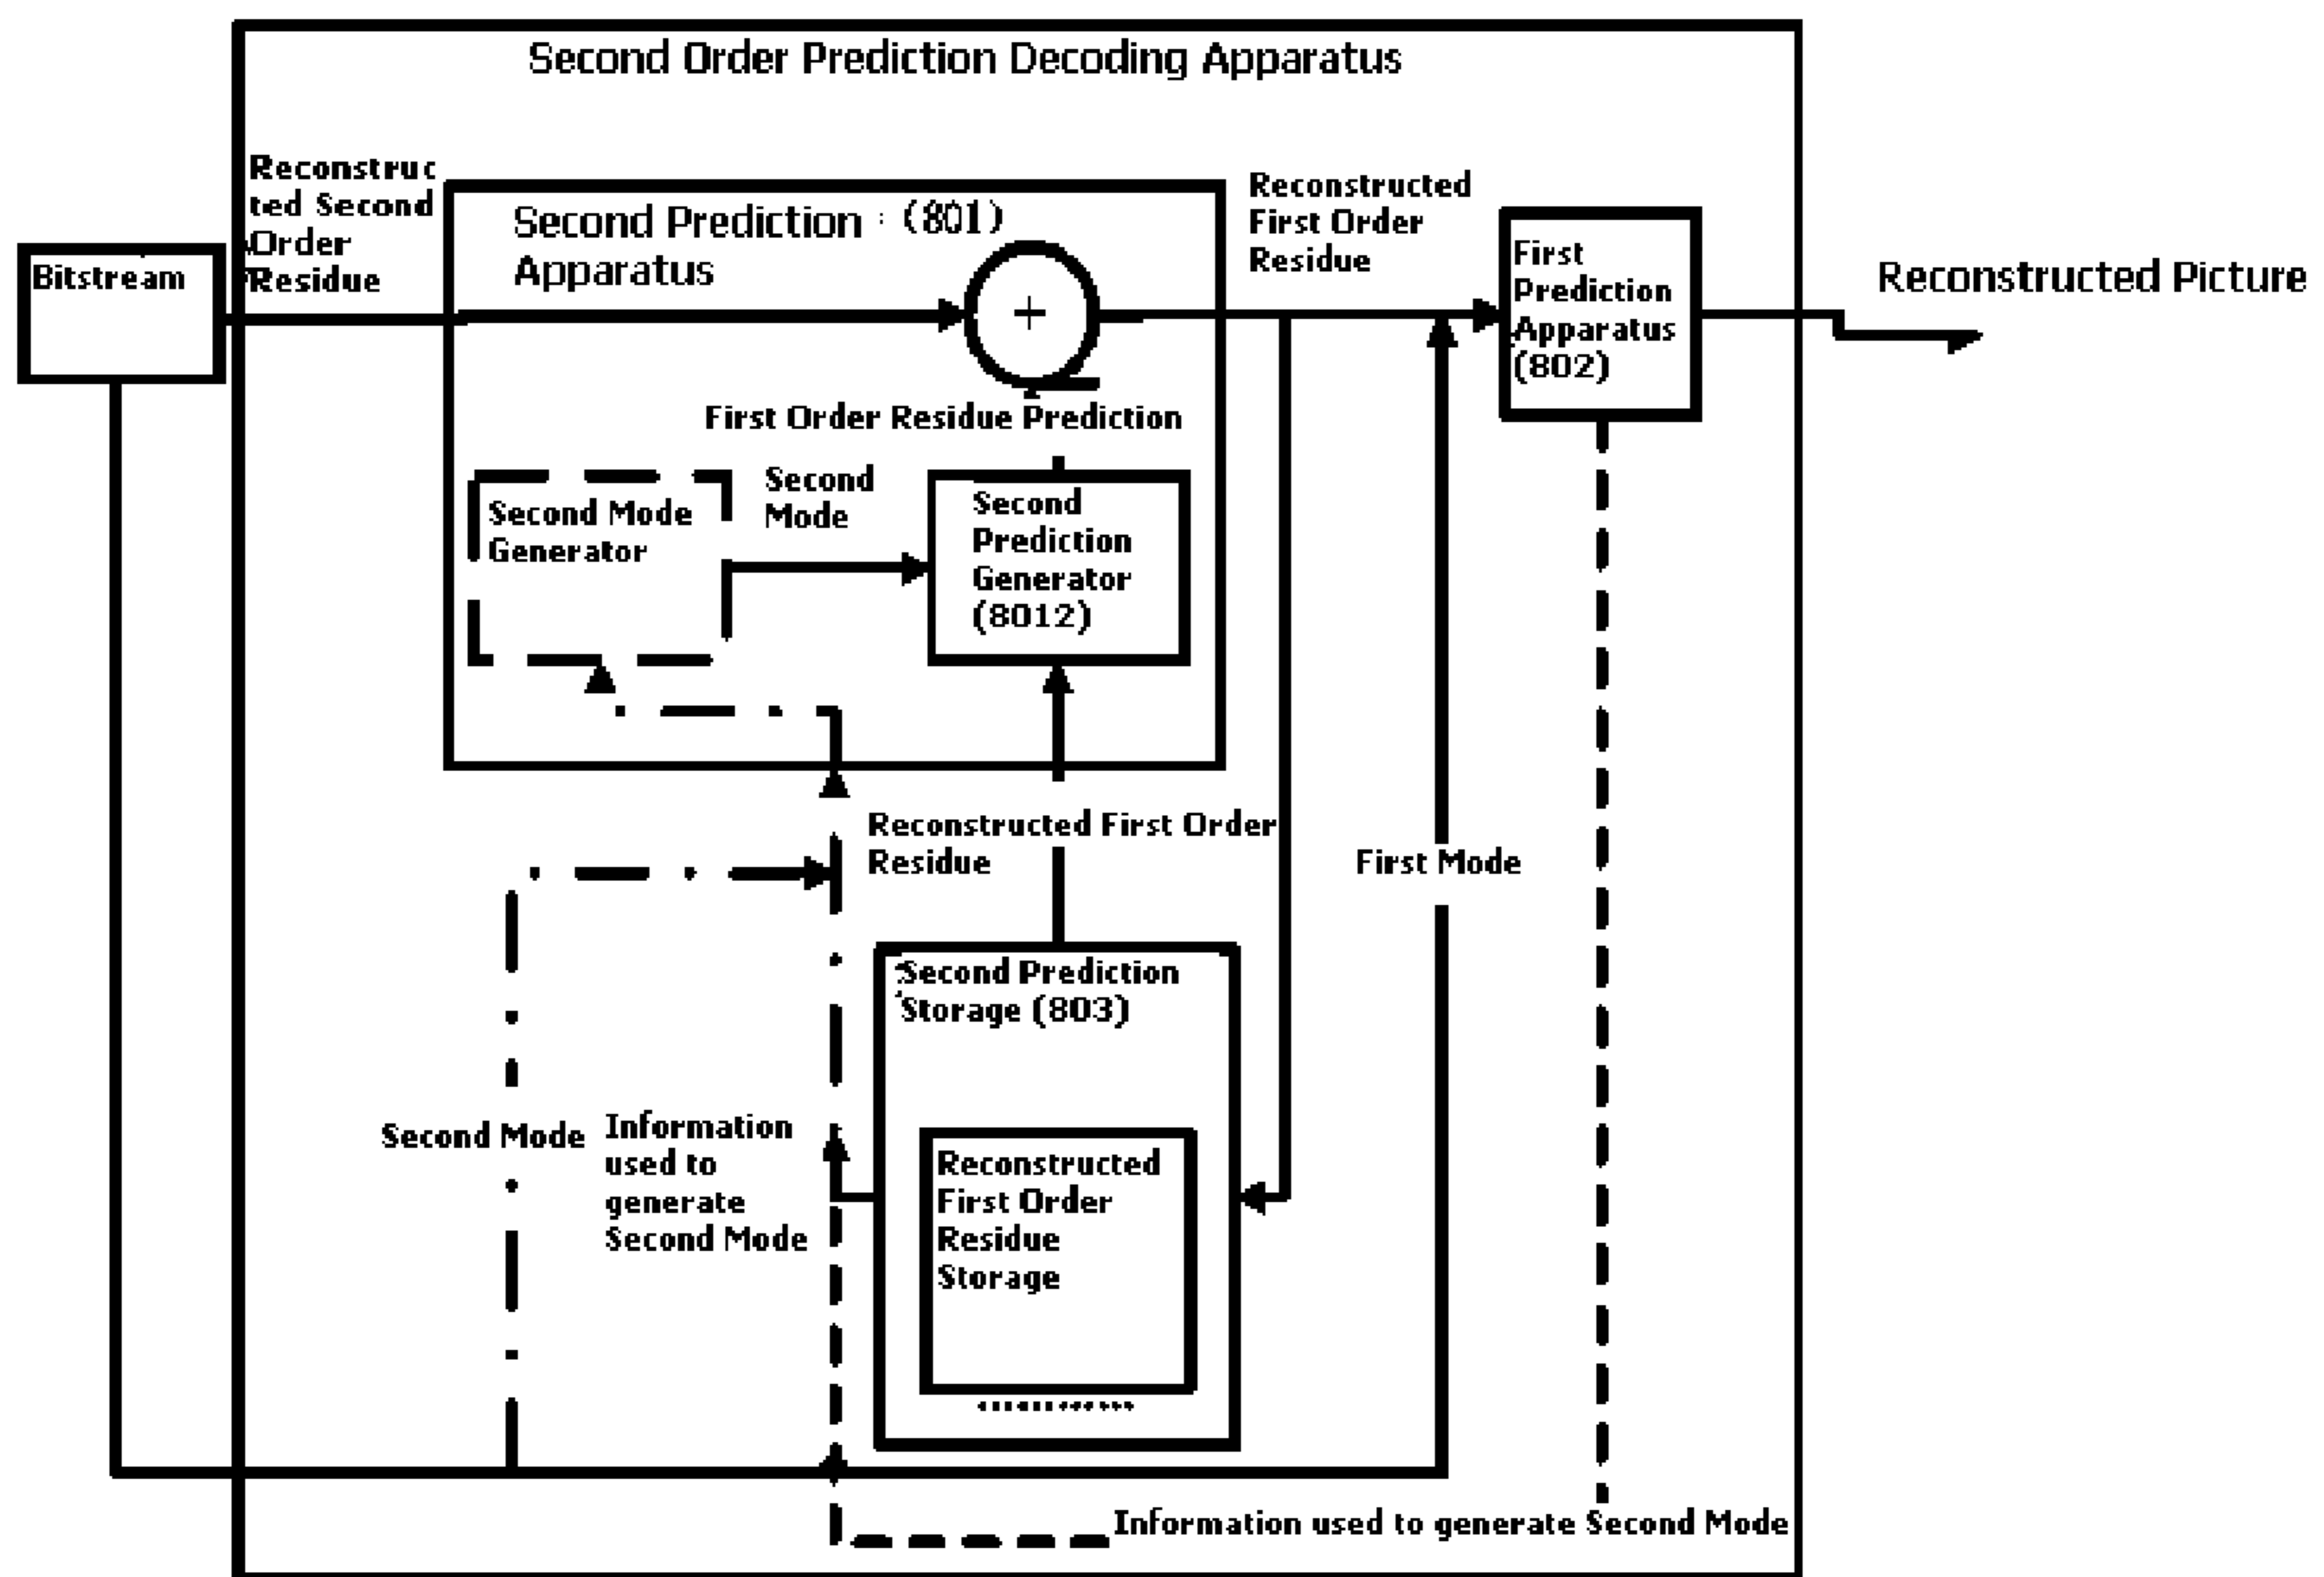 Second Order Prediction Decoding Apparatus
Reconstruc
ted Second
Order
Residue
Bitstream
Second Prediction : (801)
Apparatus
+
Reconstructed
First Order
Residue
First
Prediction
Apparatus
(802)
Reconstructed Picture
First Order Residue Prediction
Second Mode
Generator
Second
Mode
Second
Prediction
Generator
(8012)
Reconstructed First Order
Residue
First Mode
Second Prediction
Storage (803)
Second Mode
Information
used to
generate
Second Mode
Reconstructed
First Order
Residue
Storage
Information used to generate Second Mode